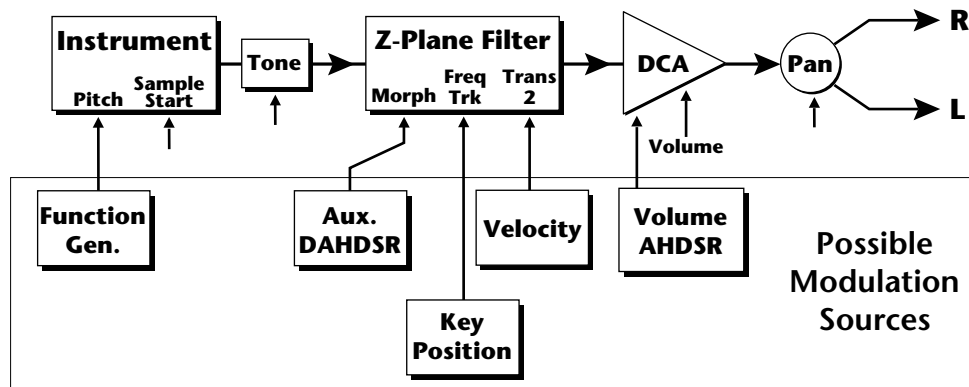 Instrument
Pitch
Sample
Start
Tone
Z-Plane Filter
Morph
Freq
Trk
Trans
2
DCA
Volume
Pan
R
L
Function
Gen.
Aux.
DAHDSR
Velocity
Volume
AHDSR
Key
Position
Possible
Modulation
Sources